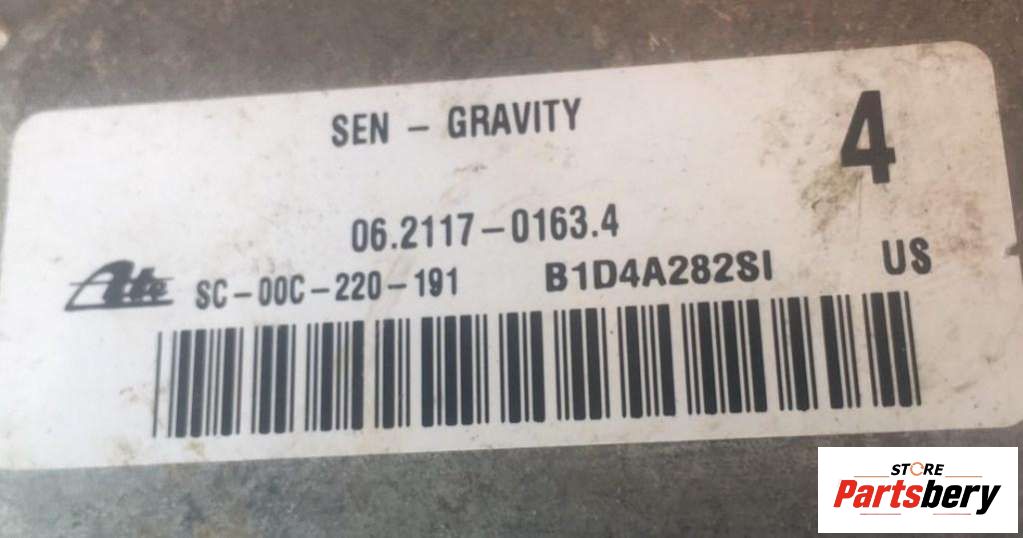 SEN - GRAVITY
4
06.2117-0163.4
Ate SC-00C-220-191 B1D4A282SI US
STORE
Partsbery